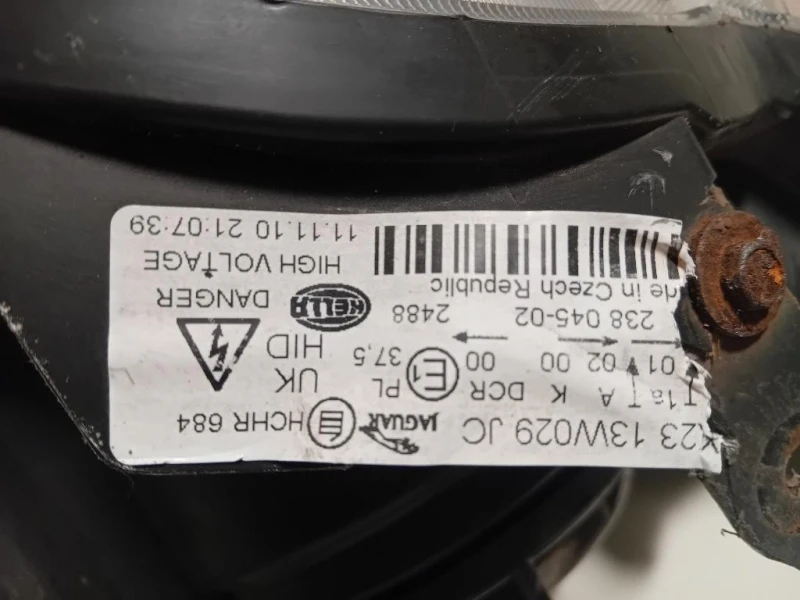 X23 13W029 JC JAGUAR HCHR 684
1a T A K DCR E1 PL UK
01 02 00 00 37,5 HID
238 045-02 2488 HELLA DANGER
de in Czech Republic HIGH VOLTAGE
11.11.10 21:07:39